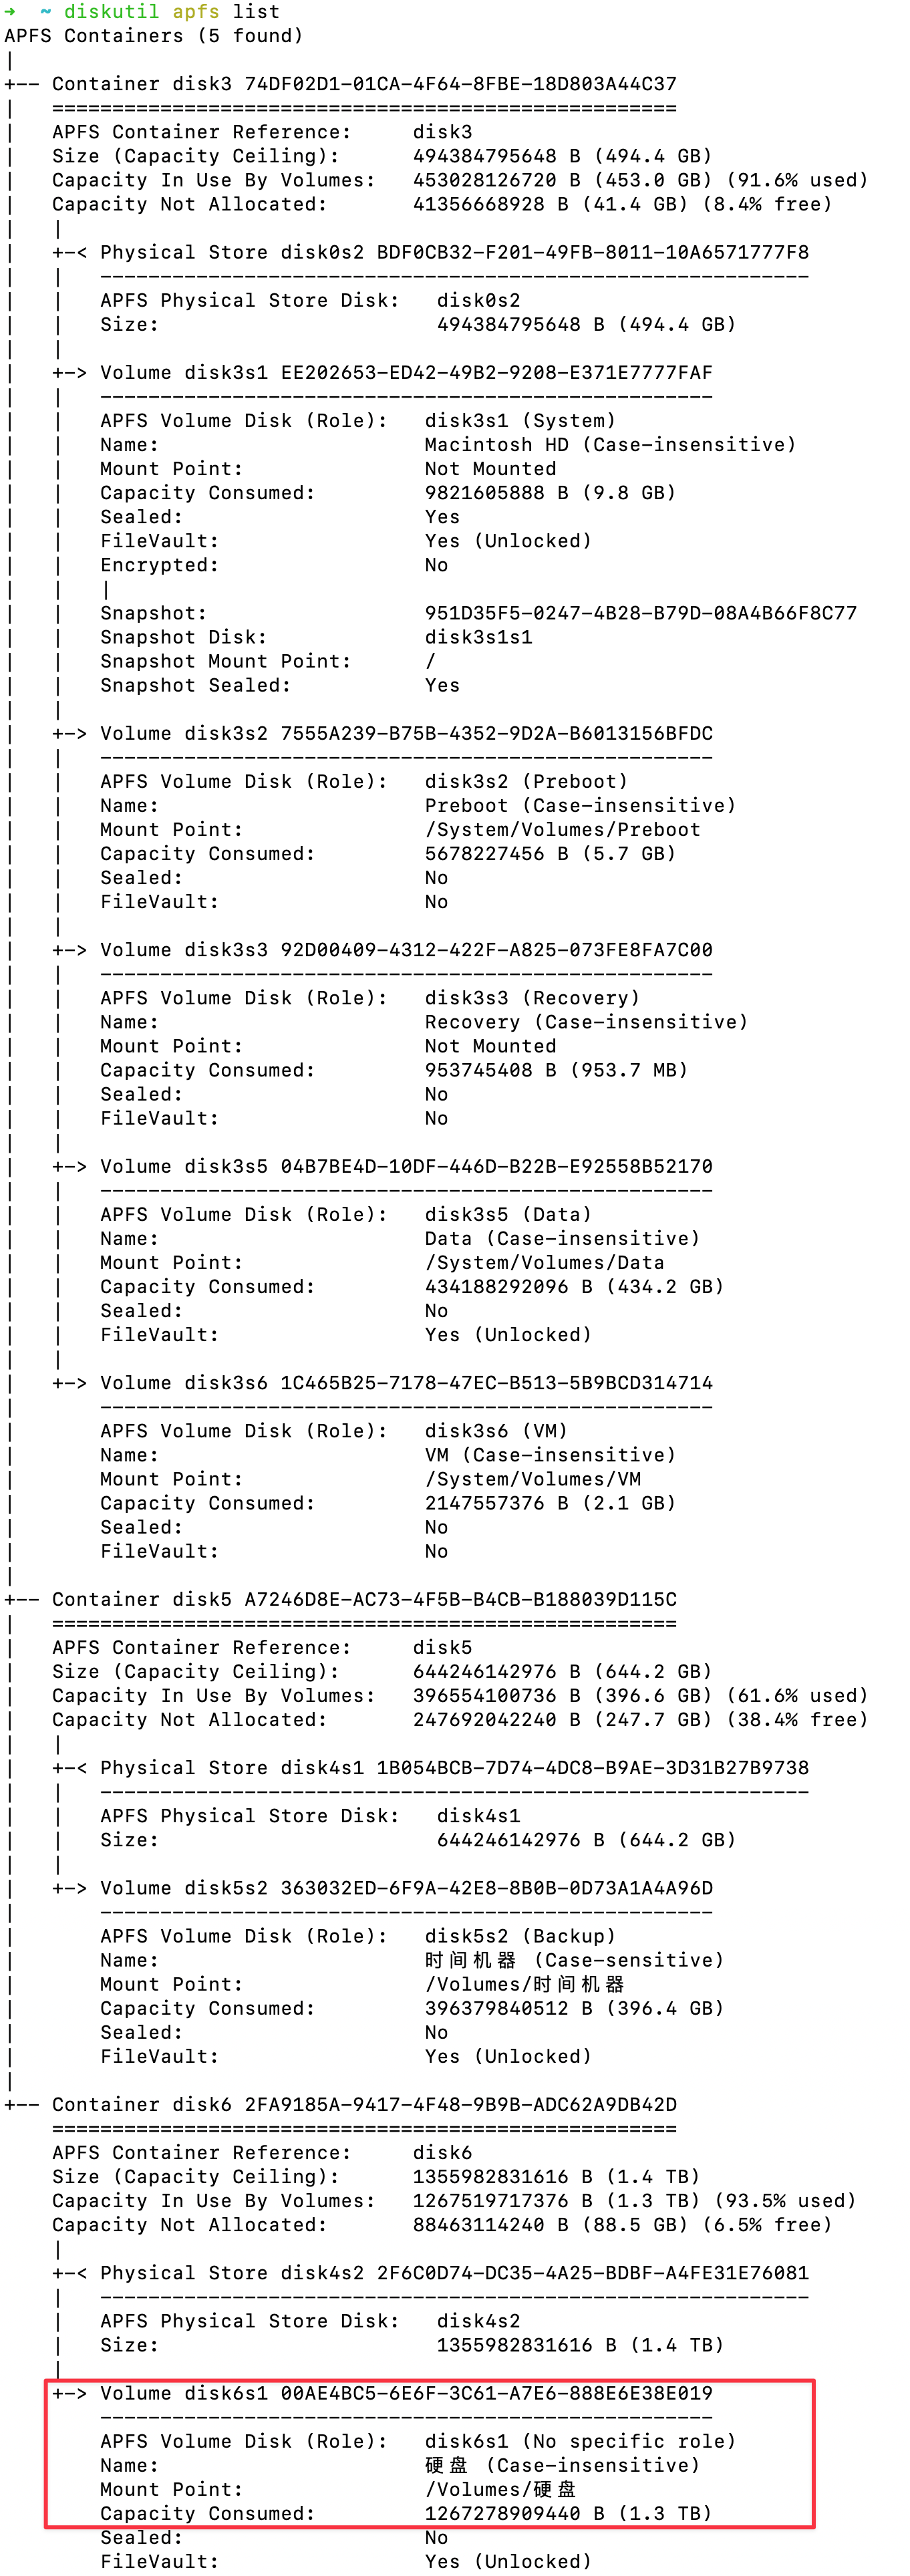 ➜  ~ diskutil apfs list
APFS Containers (5 found)
|
+-- Container disk3 74DF02D1-01CA-4F64-8FBE-18D803A44C37
|   ====================================================
|   APFS Container Reference:     disk3
|   Size (Capacity Ceiling):      494384795648 B (494.4 GB)
|   Capacity In Use By Volumes:   453028126720 B (453.0 GB) (91.6% used)
|   Capacity Not Allocated:       41356668928 B (41.4 GB) (8.4% free)
|   |
|   +-< Physical Store disk0s2 BDF0CB32-F201-49FB-8011-10A6571777F8
|   |   -----------------------------------------------------------
|   |   APFS Physical Store Disk:   disk0s2
|   |   Size:                       494384795648 B (494.4 GB)
|   |
|   +-> Volume disk3s1 EE202653-ED42-49B2-9208-E371E7777FAF
|   |   ---------------------------------------------------
|   |   APFS Volume Disk (Role):   disk3s1 (System)
|   |   Name:                      Macintosh HD (Case-insensitive)
|   |   Mount Point:               Not Mounted
|   |   Capacity Consumed:         9821605888 B (9.8 GB)
|   |   Sealed:                    Yes
|   |   FileVault:                 Yes (Unlocked)
|   |   Encrypted:                 No
|   |   |
|   |   Snapshot:                  951D35F5-0247-4B28-B79D-08A4B66F8C77
|   |   Snapshot Disk:             disk3s1s1
|   |   Snapshot Mount Point:      /
|   |   Snapshot Sealed:           Yes
|   |
|   +-> Volume disk3s2 7555A239-B75B-4352-9D2A-B6013156BFDC
|   |   ---------------------------------------------------
|   |   APFS Volume Disk (Role):   disk3s2 (Preboot)
|   |   Name:                      Preboot (Case-insensitive)
|   |   Mount Point:               /System/Volumes/Preboot
|   |   Capacity Consumed:         5678227456 B (5.7 GB)
|   |   Sealed:                    No
|   |   FileVault:                 No
|   |
|   +-> Volume disk3s3 92D00409-4312-422F-A825-073FE8FA7C00
|   |   ---------------------------------------------------
|   |   APFS Volume Disk (Role):   disk3s3 (Recovery)
|   |   Name:                      Recovery (Case-insensitive)
|   |   Mount Point:               Not Mounted
|   |   Capacity Consumed:         953745408 B (953.7 MB)
|   |   Sealed:                    No
|   |   FileVault:                 No
|   |
|   +-> Volume disk3s5 04B7BE4D-10DF-446D-B22B-E92558B52170
|   |   ---------------------------------------------------
|   |   APFS Volume Disk (Role):   disk3s5 (Data)
|   |   Name:                      Data (Case-insensitive)
|   |   Mount Point:               /System/Volumes/Data
|   |   Capacity Consumed:         434188292096 B (434.2 GB)
|   |   Sealed:                    No
|   |   FileVault:                 Yes (Unlocked)
|   |
|   +-> Volume disk3s6 1C465B25-7178-47EC-B513-5B9BCD314714
|       ---------------------------------------------------
|       APFS Volume Disk (Role):   disk3s6 (VM)
|       Name:                      VM (Case-insensitive)
|       Mount Point:               /System/Volumes/VM
|       Capacity Consumed:         2147557376 B (2.1 GB)
|       Sealed:                    No
|       FileVault:                 No
|
+-- Container disk5 A7246D8E-AC73-4F5B-B4CB-B188039D115C
|   ====================================================
|   APFS Container Reference:     disk5
|   Size (Capacity Ceiling):      644246142976 B (644.2 GB)
|   Capacity In Use By Volumes:   396554100736 B (396.6 GB) (61.6% used)
|   Capacity Not Allocated:       247692042240 B (247.7 GB) (38.4% free)
|   |
|   +-< Physical Store disk4s1 1B054BCB-7D74-4DC8-B9AE-3D31B27B9738
|   |   -----------------------------------------------------------
|   |   APFS Physical Store Disk:   disk4s1
|   |   Size:                       644246142976 B (644.2 GB)
|   |
|   +-> Volume disk5s2 363032ED-6F9A-42E8-8B0B-0D73A1A4A96D
|       ---------------------------------------------------
|       APFS Volume Disk (Role):   disk5s2 (Backup)
|       Name:                      时间机器 (Case-sensitive)
|       Mount Point:               /Volumes/时间机器
|       Capacity Consumed:         396379840512 B (396.4 GB)
|       Sealed:                    No
|       FileVault:                 Yes (Unlocked)
|
+-- Container disk6 2FA9185A-9417-4F48-9B9B-ADC62A9DB42D
    ====================================================
    APFS Container Reference:     disk6
    Size (Capacity Ceiling):      1355982831616 B (1.4 TB)
    Capacity In Use By Volumes:   1267519717376 B (1.3 TB) (93.5% used)
    Capacity Not Allocated:       88463114240 B (88.5 GB) (6.5% free)
    |
    +-< Physical Store disk4s2 2F6C0D74-DC35-4A25-BDBF-A4FE31E76081
    |   -----------------------------------------------------------
    |   APFS Physical Store Disk:   disk4s2
    |   Size:                       1355982831616 B (1.4 TB)
    |
    +-> Volume disk6s1 00AE4BC5-6E6F-3C61-A7E6-888E6E38E019
        ---------------------------------------------------
        APFS Volume Disk (Role):   disk6s1 (No specific role)
        Name:                      硬盘 (Case-insensitive)
        Mount Point:               /Volumes/硬盘
        Capacity Consumed:         1267278909440 B (1.3 TB)
        Sealed:                    No
        FileVault:                 Yes (Unlocked)